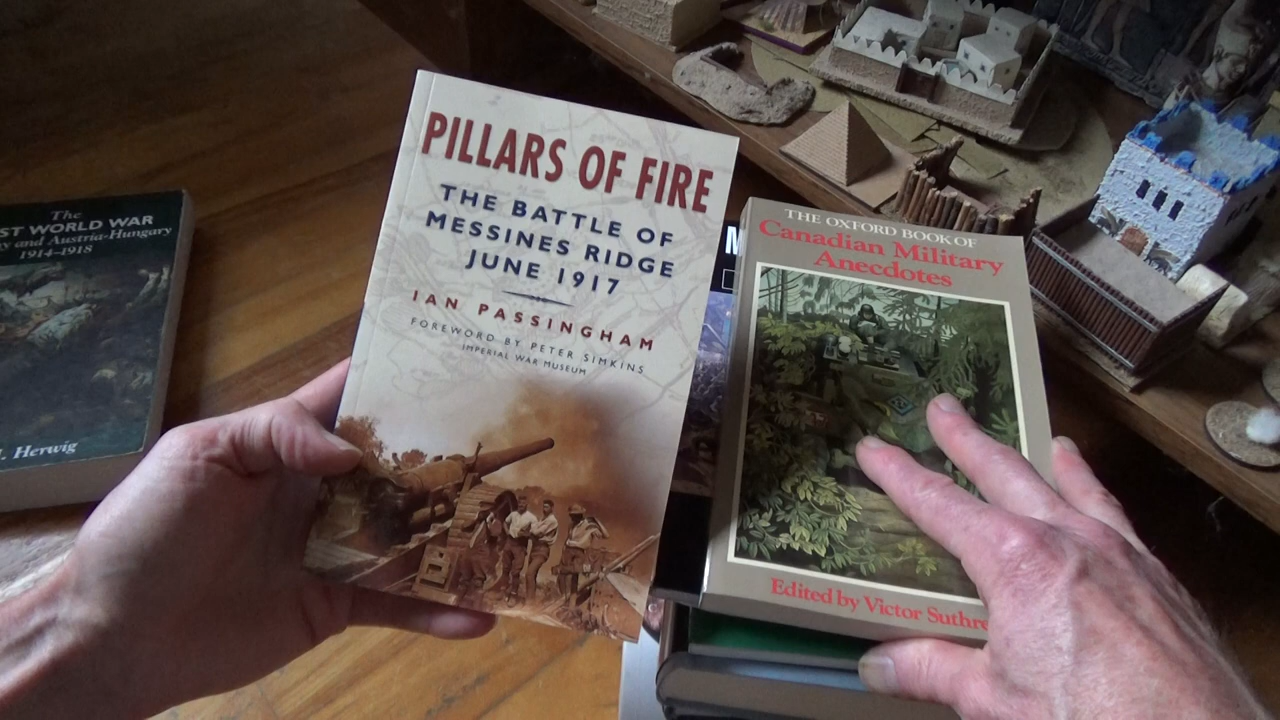 The
ST WORLD WAR
y and Austria-Hungary
1914-1918
. Herwig
PILLARS OF FIRE
THE BATTLE OF
MESSINES RIDGE
JUNE 1917
IAN PASSINGHAM
FOREWORD BY PETER SIMKINS
IMPERIAL WAR MUSEUM
M
THE OXFORD BOOK OF
Canadian Military
Anecdotes
Edited by Victor Suthre